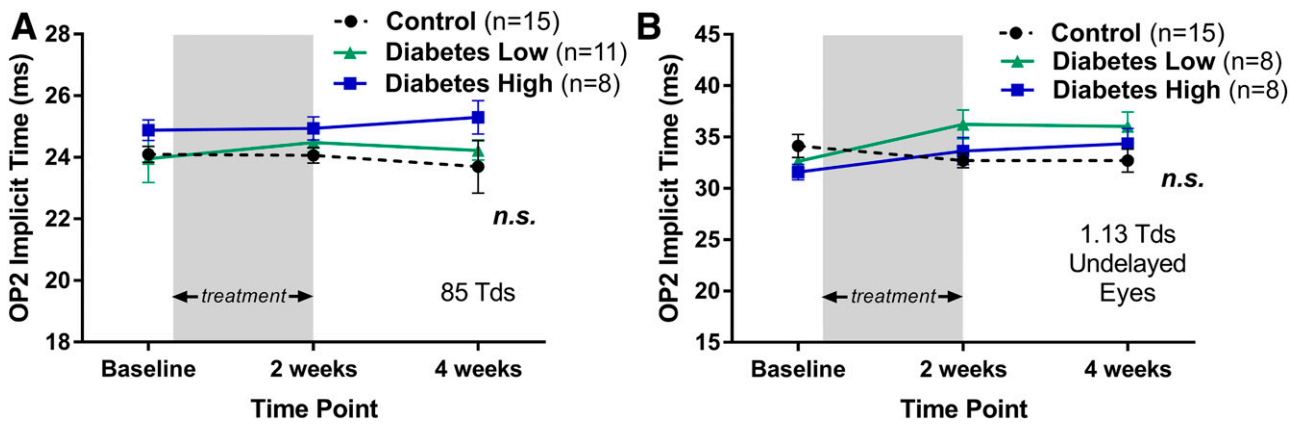 A
Control (n=15)
Diabetes Low (n=11)
Diabetes High (n=8)
OP2 Implicit Time (ms)
28
26
24
22
20
18
n.s.
treatment
85 Tds
Baseline
2 weeks
4 weeks
Time Point
B
Control (n=15)
Diabetes Low (n=8)
Diabetes High (n=8)
OP2 Implicit Time (ms)
45
40
35
30
25
20
15
n.s.
1.13 Tds
Undelayed
Eyes
treatment
Baseline
2 weeks
4 weeks
Time Point